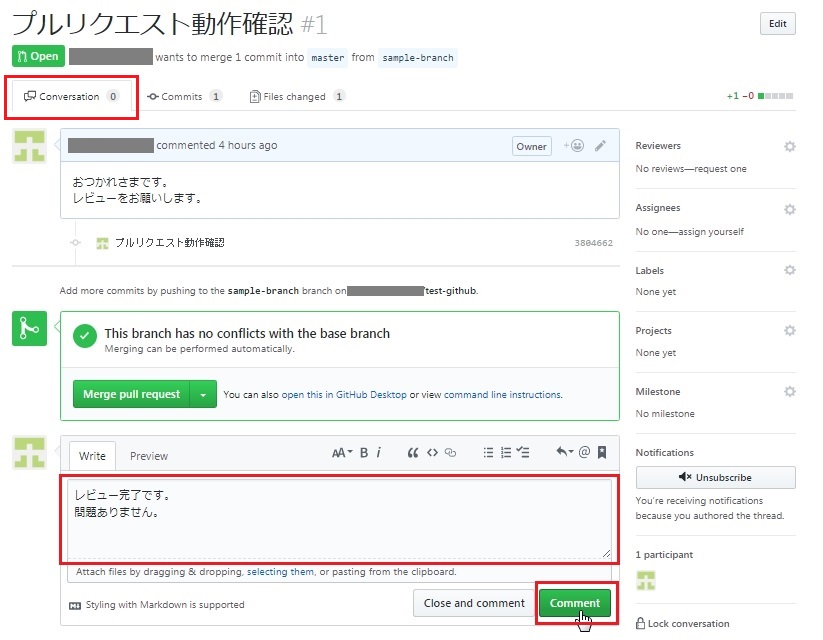 プルリクエスト動作確認 #1
Edit
Open wants to merge 1 commit into master from sample-branch
Conversation 0 Commits 1 Files changed 1 +1 −0
commented 4 hours ago Owner
おつかれさまです。
レビューをお願いします。
プルリクエスト動作確認 3804662
Add more commits by pushing to the sample-branch branch on /test-github.
This branch has no conflicts with the base branch
Merging can be performed automatically.
Merge pull request You can also open this in GitHub Desktop or view command line instructions.
Write Preview AA B i
レビュー完了です。
問題ありません。
Attach files by dragging & dropping, selecting them, or pasting from the clipboard.
Styling with Markdown is supported
Close and comment Comment
Reviewers
No reviews—request one
Assignees
No one—assign yourself
Labels
None yet
Projects
None yet
Milestone
No milestone
Notifications
Unsubscribe
You're receiving notifications
because you authored the thread.
1 participant
Lock conversation